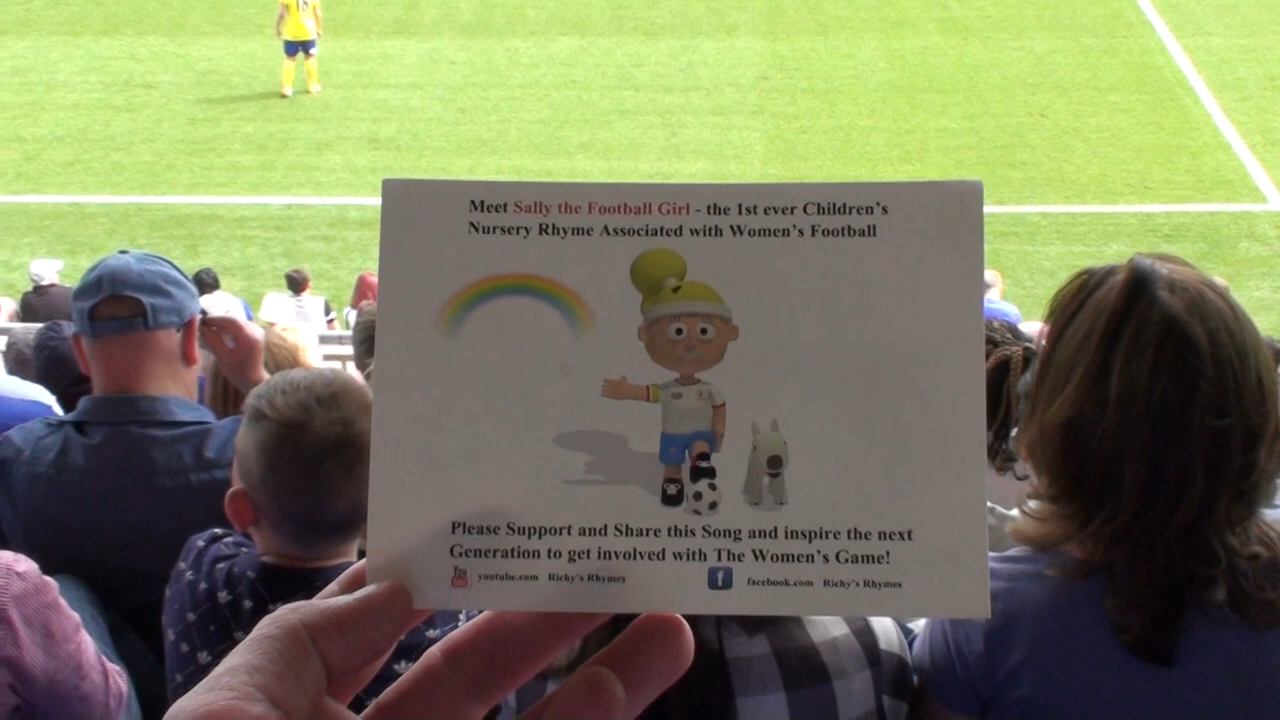 18
Meet Sally the Football Girl - the 1st ever Children's
Nursery Rhyme Associated with Women's Football
Please Support and Share this Song and inspire the next
Generation to get involved with The Women's Game!
You youtube.com Richy's Rhymes
f facebook.com Richy's Rhymes